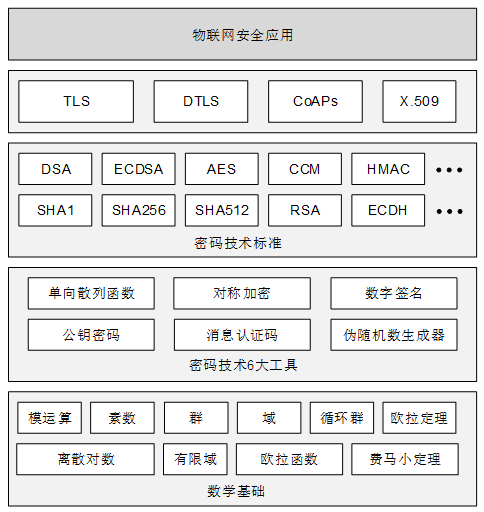 物联网安全应用
TLS DTLS CoAPs X.509
DSA ECDSA AES CCM HMAC •••
SHA1 SHA256 SHA512 RSA ECDH •••
密码技术标准
单向散列函数 对称加密 数字签名
公钥密码 消息认证码 伪随机数生成器
密码技术6大工具
模运算 素数 群 域 循环群 欧拉定理
离散对数 有限域 欧拉函数 费马小定理
数学基础